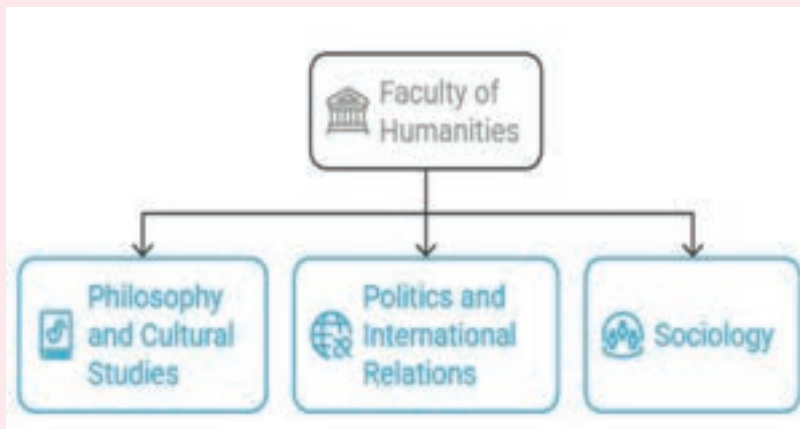 Faculty of
Humanities
Philosophy
and Cultural
Studies
Politics and
International
Relations
Sociology